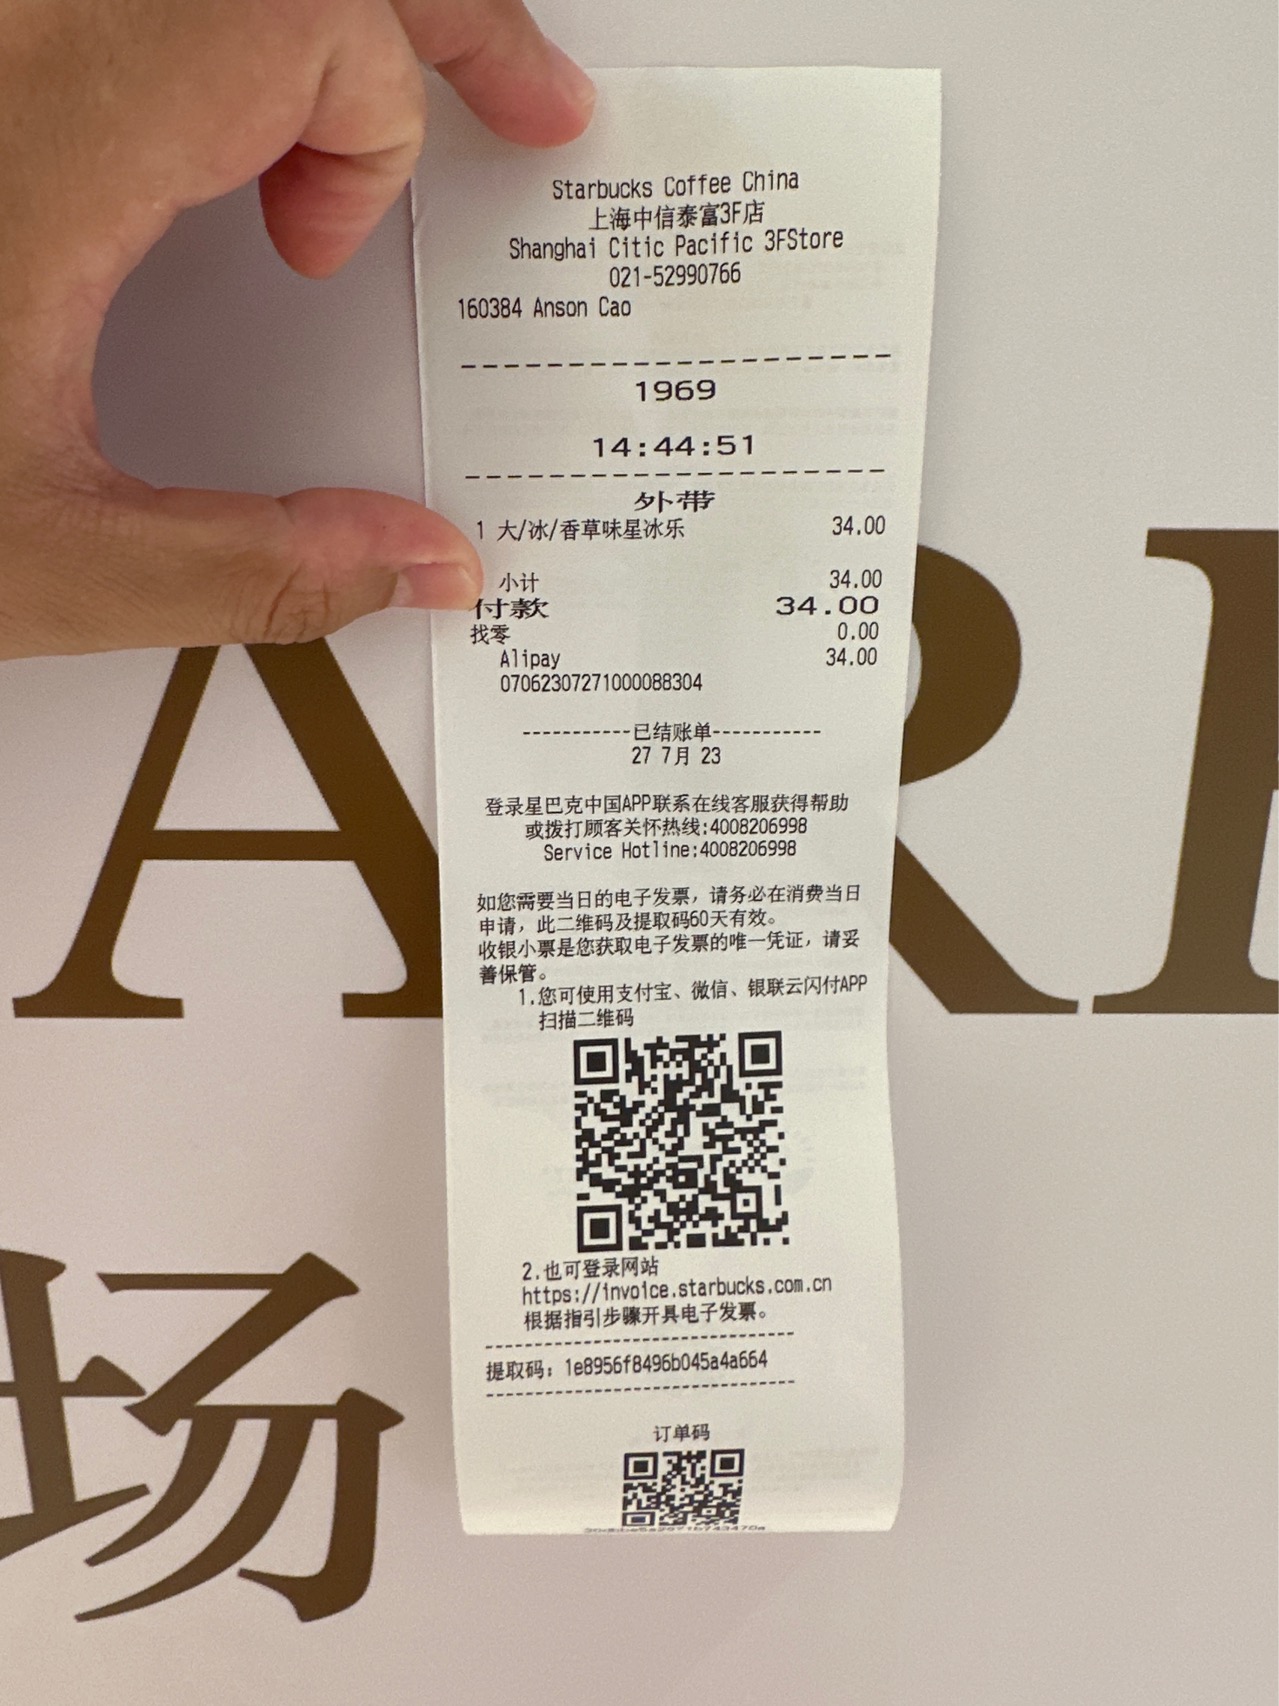 Starbucks Coffee China
上海中信泰富3F店
Shanghai Citic Pacific 3FStore
021-52990766
160384 Anson Cao
1969
14:44:51
外带
1 大/冰/香草味星冰乐 34.00
小计 34.00
付款 34.00
找零 0.00
Alipay 34.00
07062307271000088304
-----------已结账单-----------
27 7月 23
登录星巴克中国APP联系在线客服获得帮助
或拨打顾客关怀热线:4008206998
Service Hotline:4008206998
如您需要当日的电子发票，请务必在消费当日
申请，此二维码及提取码60天有效。
收银小票是您获取电子发票的唯一凭证，请妥
善保管。
1.您可使用支付宝、微信、银联云闪付APP
扫描二维码
2.也可登录网站
https://invoice.starbucks.com.cn
根据指引步骤开具电子发票。
提取码：1e8956f8496b045a4a664
订单码
场